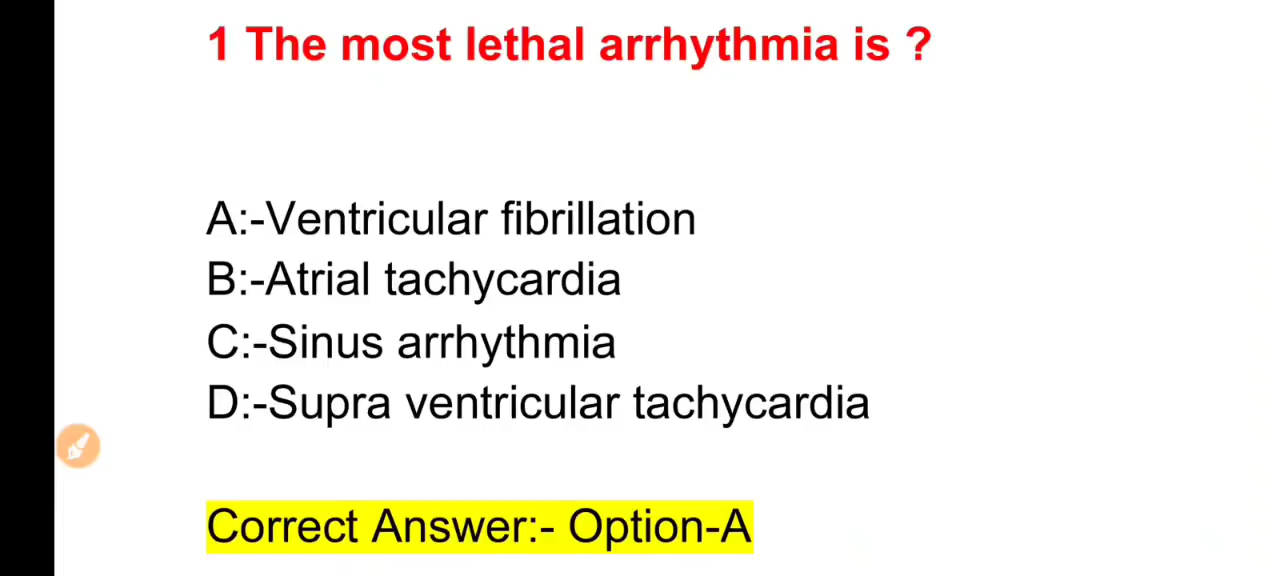 1 The most lethal arrhythmia is ?
A:-Ventricular fibrillation
B:-Atrial tachycardia
C:-Sinus arrhythmia
D:-Supra ventricular tachycardia
Correct Answer:- Option-A